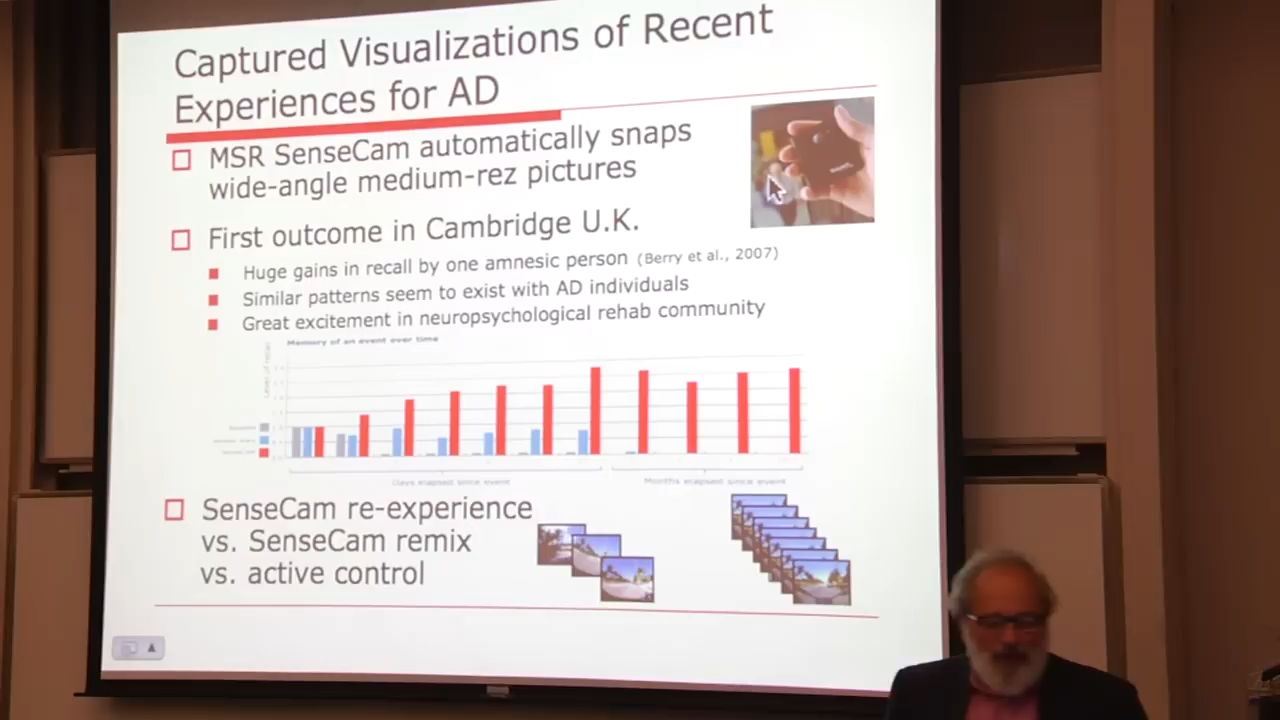 Captured Visualizations of Recent
Experiences for AD
MSR SenseCam automatically snaps
wide-angle medium-rez pictures
First outcome in Cambridge U.K.
Huge gains in recall by one amnesic person (Berry et al., 2007)
Similar patterns seem to exist with AD individuals
Great excitement in neuropsychological rehab community
Memory of an event over time
Days elapsed since event
Months elapsed since event
SenseCam re-experience
vs. SenseCam remix
vs. active control